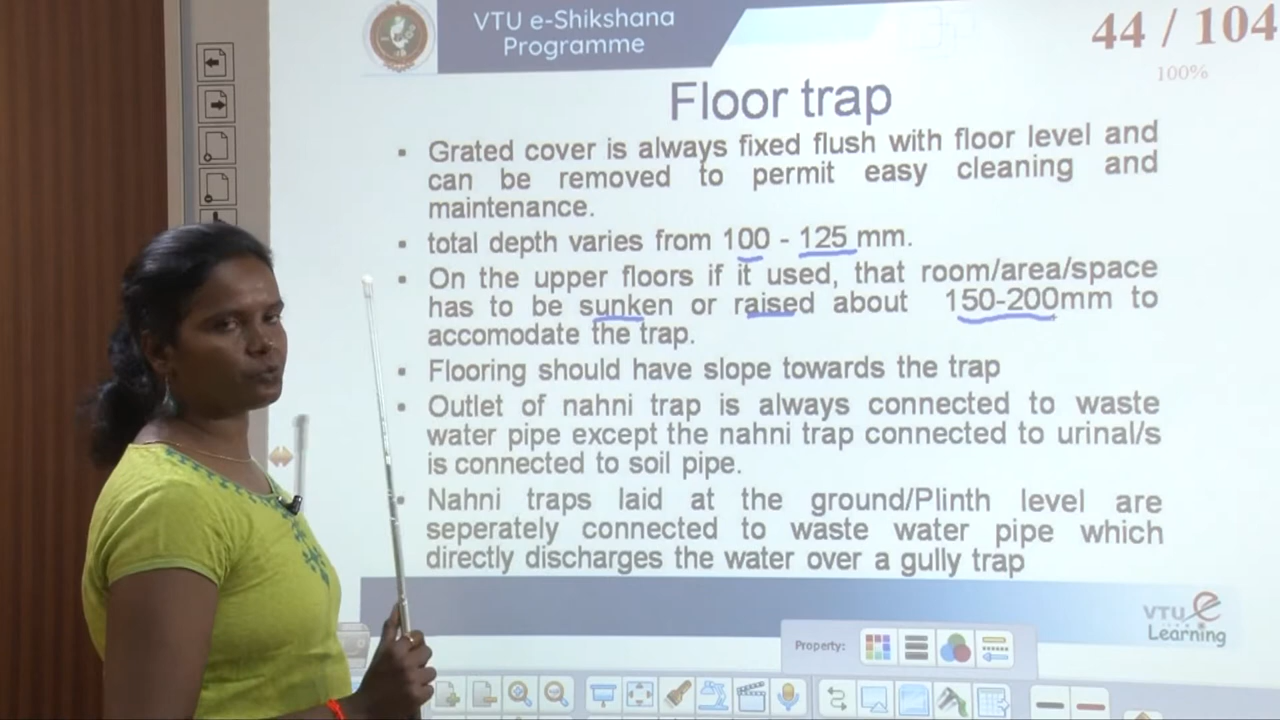 VTU e-Shikshana
Programme
44 / 104
100%
Floor trap
▪ Grated cover is always fixed flush with floor level and
can be removed to permit easy cleaning and
maintenance.
▪ total depth varies from 100 - 125 mm.
▪ On the upper floors if it used, that room/area/space
has to be sunken or raised about 150-200mm to
accomodate the trap.
▪ Flooring should have slope towards the trap
▪ Outlet of nahni trap is always connected to waste
water pipe except the nahni trap connected to urinal/s
is connected to soil pipe.
▪ Nahni traps laid at the ground/Plinth level are
seperately connected to waste water pipe which
directly discharges the water over a gully trap
VTU e
Learning
Property: